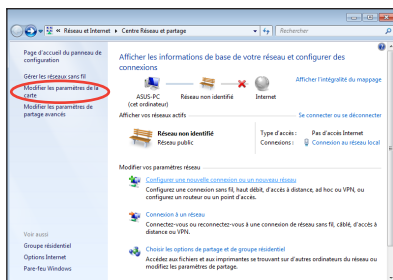 Réseau et Internet ▸ Centre Réseau et partage
Rechercher
Page d'accueil du panneau de
configuration
Gérer les réseaux sans fil
Modifier les paramètres de la
carte
Modifier les paramètres de
partage avancés
Voir aussi
Groupe résidentiel
Options Internet
Pare-feu Windows
Afficher les informations de base de votre réseau et configurer des
connexions
Afficher l'intégralité du mappage
ASUS-PC
(cet ordinateur)
Réseau non identifié
Internet
Afficher vos réseaux actifs
Se connecter ou se déconnecter
Réseau non identifié
Réseau public
Type d'accès : Pas d'accès Internet
Connexions : Connexion au réseau local
Modifier vos paramètres réseau
Configurer une nouvelle connexion ou un nouveau réseau
Configurez une connexion sans fil, haut débit, d'accès à distance, ad hoc ou VPN, ou
configurez un routeur ou un point d'accès.
Connexion à un réseau
Connectez-vous ou reconnectez-vous à une connexion de réseau sans fil, câblé, d'accès à
distance ou VPN.
Choisir les options de partage et de groupe résidentiel
Accédez aux fichiers et aux imprimantes se trouvant sur d'autres ordinateurs du réseau ou
modifiez les paramètres de partage.